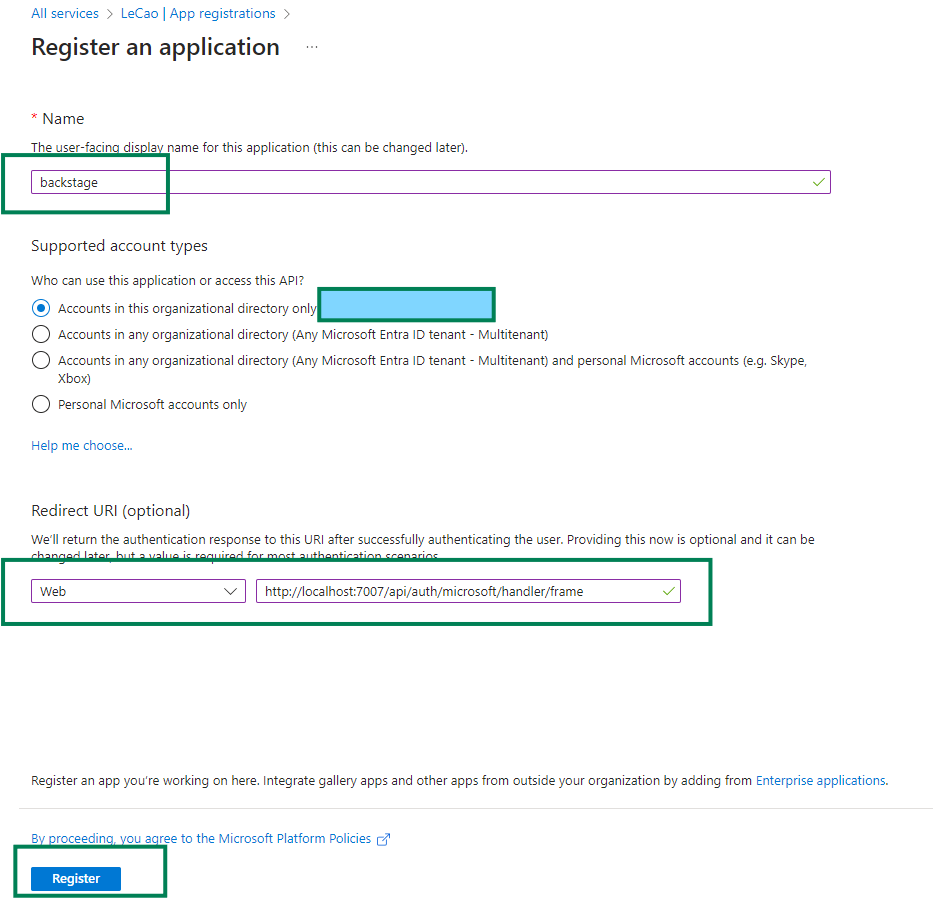 All services > LeCao | App registrations >
Register an application ...
* Name
The user-facing display name for this application (this can be changed later).
backstage
Supported account types
Who can use this application or access this API?
Accounts in this organizational directory only
Accounts in any organizational directory (Any Microsoft Entra ID tenant - Multitenant)
Accounts in any organizational directory (Any Microsoft Entra ID tenant - Multitenant) and personal Microsoft accounts (e.g. Skype,
Xbox)
Personal Microsoft accounts only
Help me choose...
Redirect URI (optional)
We'll return the authentication response to this URI after successfully authenticating the user. Providing this now is optional and it can be
changed later, but a value is required for most authentication scenarios.
Web http://localhost:7007/api/auth/microsoft/handler/frame
Register an app you're working on here. Integrate gallery apps and other apps from outside your organization by adding from Enterprise applications.
By proceeding, you agree to the Microsoft Platform Policies
Register